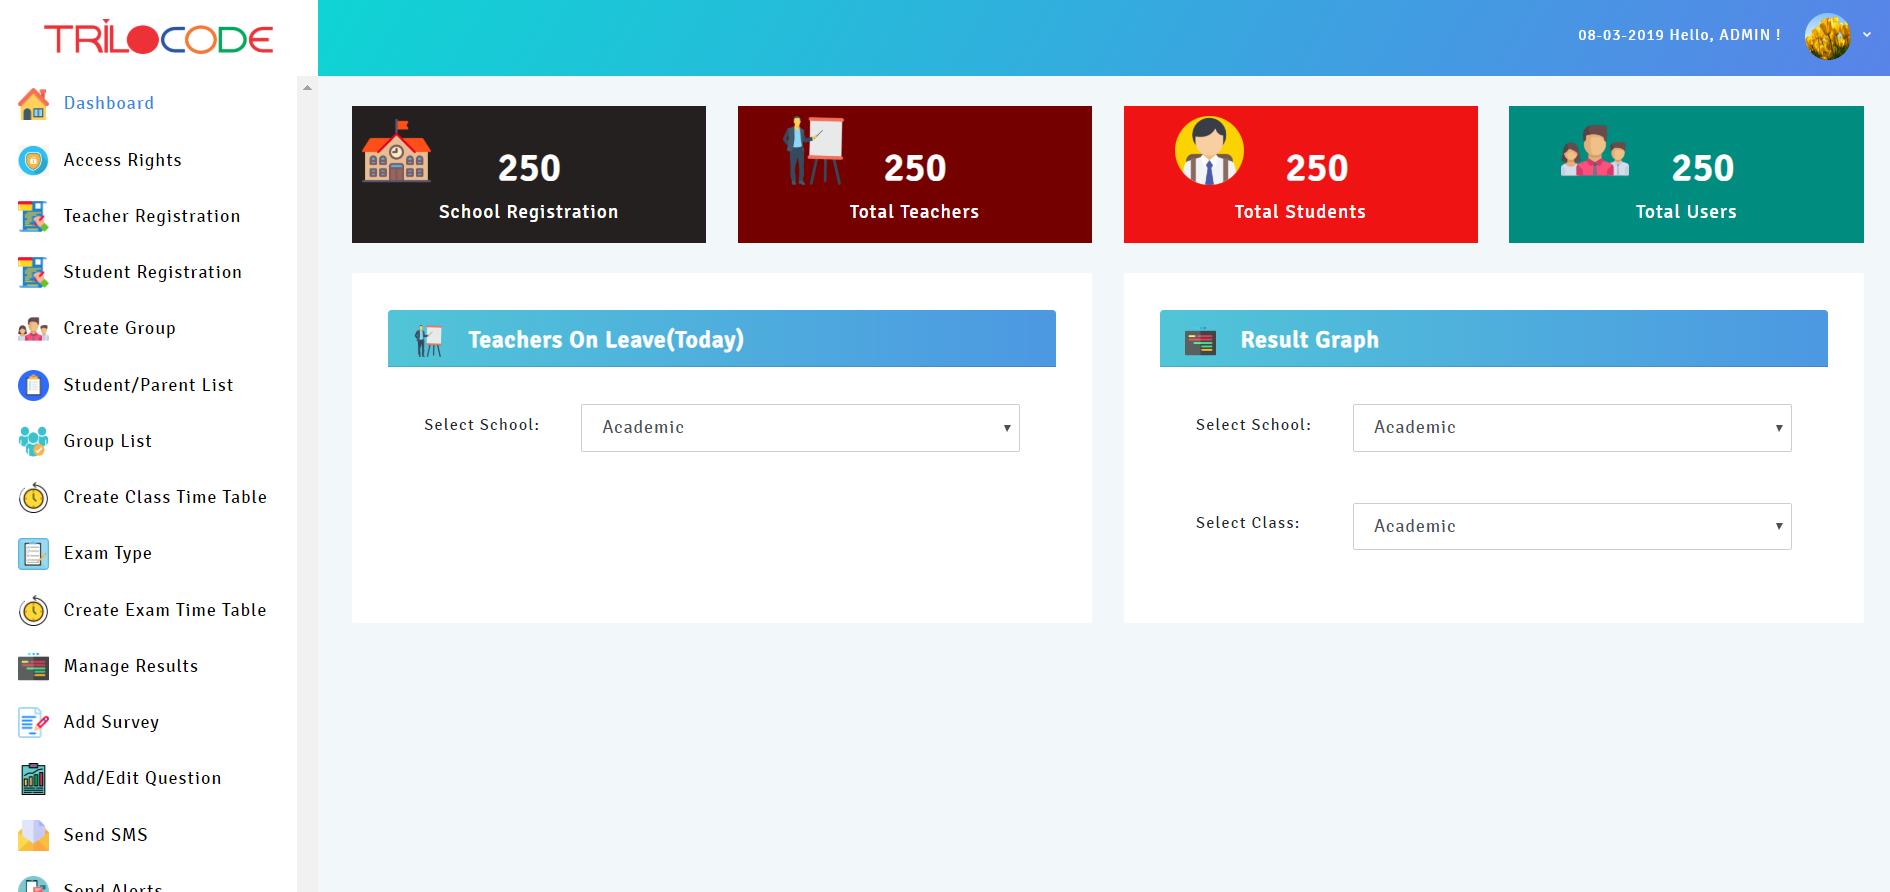 TRILOCODE
08-03-2019 Hello, ADMIN !
Dashboard
Access Rights
Teacher Registration
Student Registration
Create Group
Student/Parent List
Group List
Create Class Time Table
Exam Type
Create Exam Time Table
Manage Results
Add Survey
Add/Edit Question
Send SMS
Send Alerts
250
School Registration
250
Total Teachers
250
Total Students
250
Total Users
Teachers On Leave(Today)
Select School:
Academic
Result Graph
Select School:
Academic
Select Class:
Academic